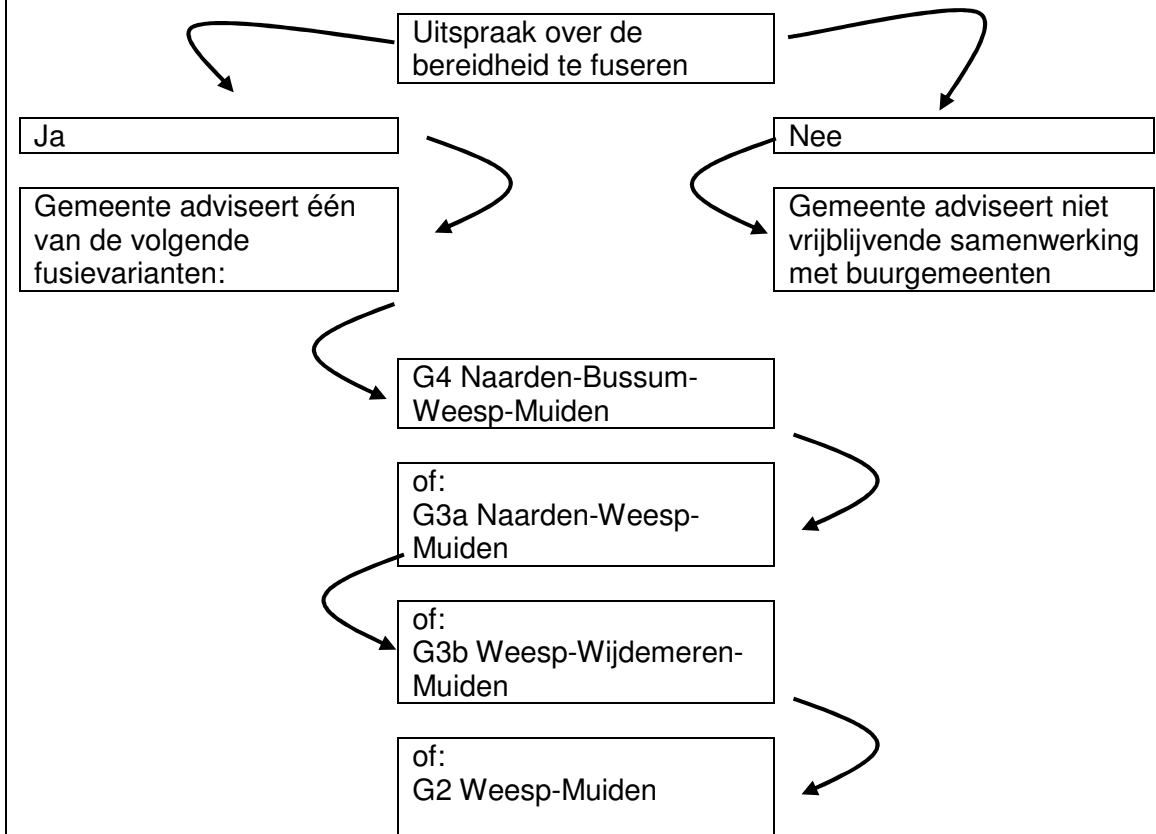 Uitspraak over de
bereidheid te fuseren
Ja
Nee
Gemeente adviseert één
van de volgende
fusievarianten:
Gemeente adviseert niet
vrijblijvende samenwerking
met buurgemeenten
G4 Naarden-Bussum-
Weesp-Muiden
of:
G3a Naarden-Weesp-
Muiden
of:
G3b Weesp-Wijdemeren-
Muiden
of:
G2 Weesp-Muiden